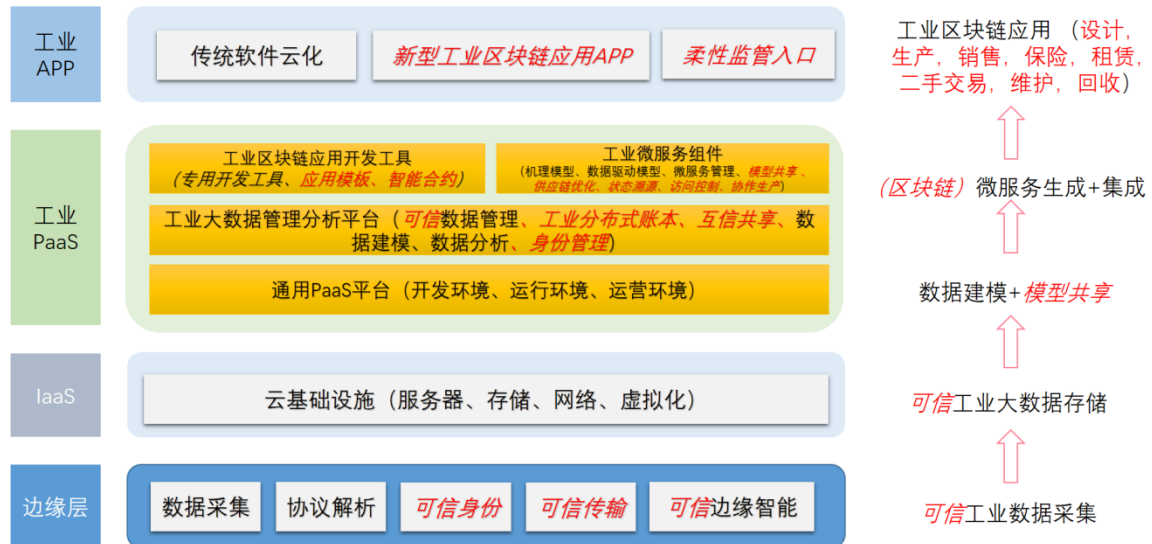 工业
APP
传统软件云化
新型工业区块链应用APP
柔性监管入口
工业区块链应用 （设计，
生产，销售，保险，租赁，
二手交易，维护，回收）
工业
PaaS
工业区块链应用开发工具
（专用开发工具、应用模板、智能合约）
工业微服务组件
（机理模型、数据驱动模型、微服务管理、模型共享、
供应链优化、状态溯源、访问控制、协作生产）
工业大数据管理分析平台（可信数据管理、工业分布式账本、互信共享、数
据建模、数据分析、身份管理）
通用PaaS平台（开发环境、运行环境、运营环境）
（区块链）微服务生成+集成
数据建模+模型共享
IaaS
云基础设施（服务器、存储、网络、虚拟化）
可信工业大数据存储
边缘层
数据采集
协议解析
可信身份
可信传输
可信边缘智能
可信工业数据采集